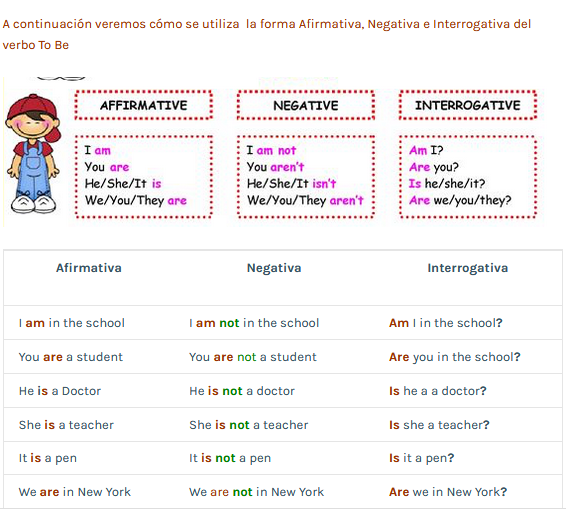 A continuación veremos cómo se utiliza la forma Afirmativa, Negativa e Interrogativa del
verbo To Be
AFFIRMATIVE NEGATIVE INTERROGATIVE
I am I am not Am I?
You are You aren't Are you?
He/She/It is He/She/It isn't Is he/she/it?
We/You/They are We/You/They aren't Are we/you/they?
Afirmativa Negativa Interrogativa
I am in the school I am not in the school Am I in the school?
You are a student You are not a student Are you in the school?
He is a Doctor He is not a doctor Is he a a doctor?
She is a teacher She is not a teacher Is she a teacher?
It is a pen It is not a pen Is it a pen?
We are in New York We are not in New York Are we in New York?